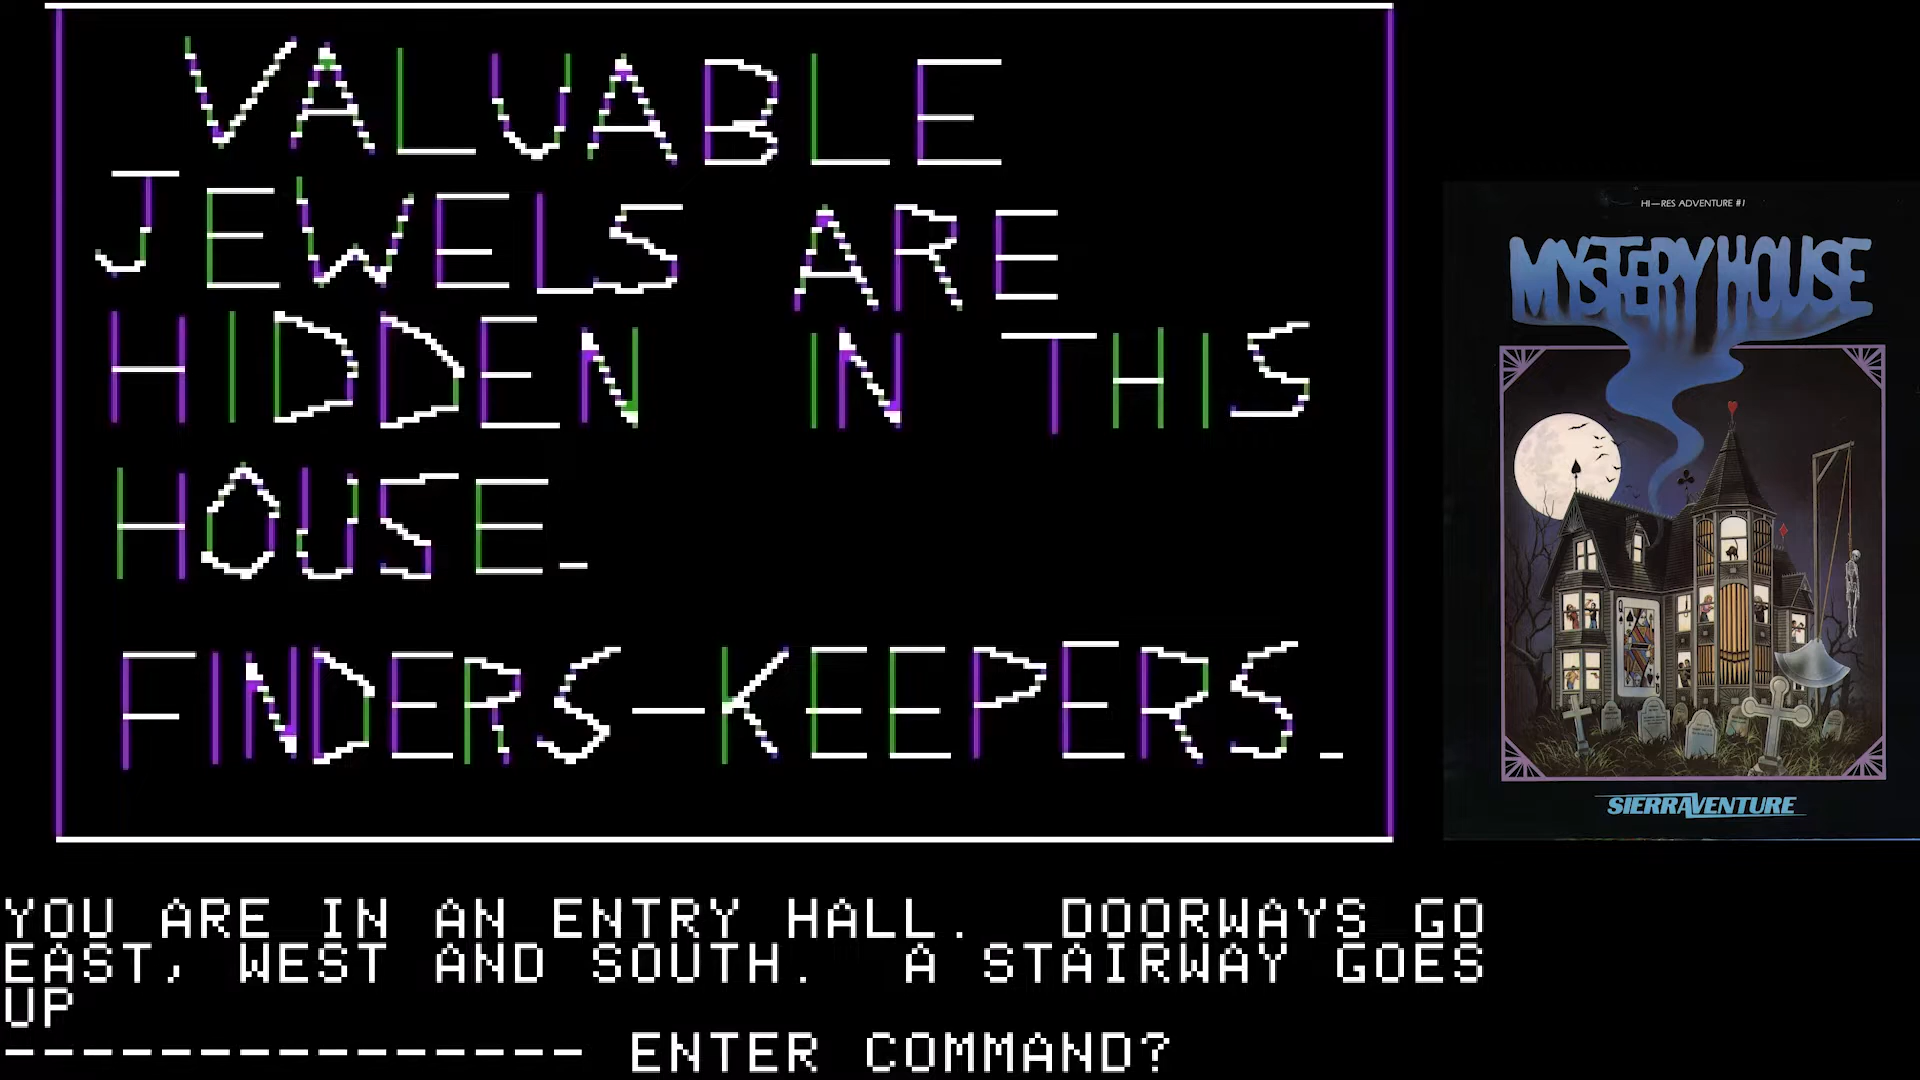 VALUABLE
JEWELS ARE
HIDDEN IN THIS
HOUSE.
FINDERS-KEEPERS.
HI-RES ADVENTURE #1
MYSTERY HOUSE
SIERRAVENTURE
YOU ARE IN AN ENTRY HALL. DOORWAYS GO
EAST, WEST AND SOUTH. A STAIRWAY GOES
UP
--------------- ENTER COMMAND?